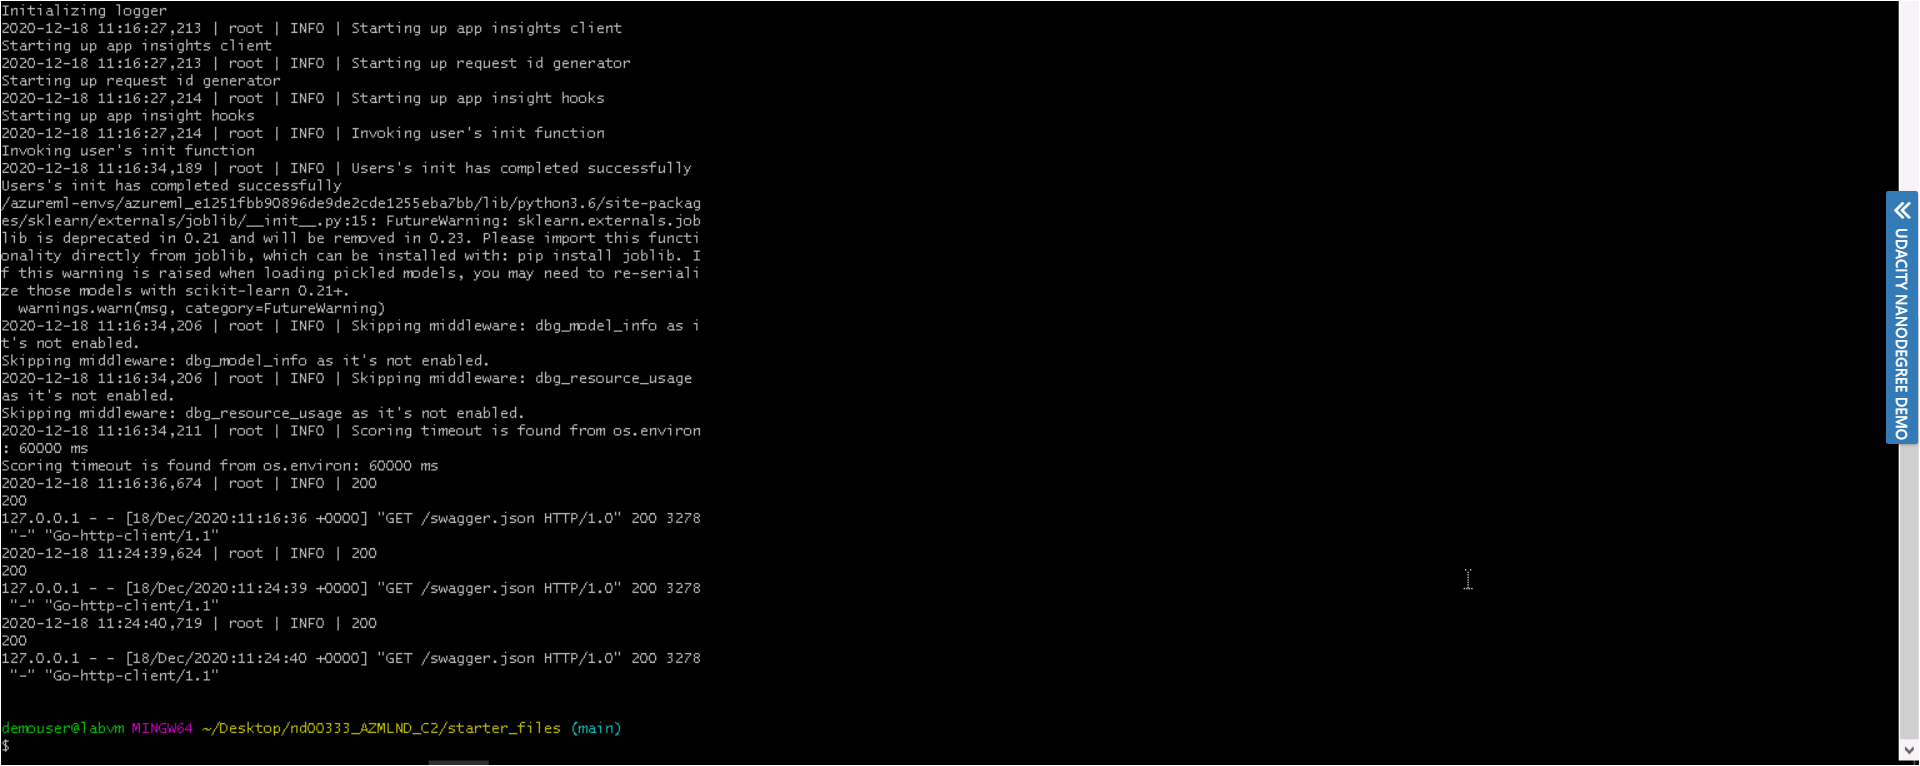 Initializing logger
2020-12-18 11:16:27,213 | root | INFO | Starting up app insights client
Starting up app insights client
2020-12-18 11:16:27,213 | root | INFO | Starting up request id generator
Starting up request id generator
2020-12-18 11:16:27,214 | root | INFO | Starting up app insight hooks
Starting up app insight hooks
2020-12-18 11:16:27,214 | root | INFO | Invoking user's init function
Invoking user's init function
2020-12-18 11:16:34,189 | root | INFO | Users's init has completed successfully
Users's init has completed successfully
/azureml-envs/azureml_e1251fbb90896de9de2cde1255eba7bb/lib/python3.6/site-packag
es/sklearn/externals/joblib/__init__.py:15: FutureWarning: sklearn.externals.job
lib is deprecated in 0.21 and will be removed in 0.23. Please import this functi
onality directly from joblib, which can be installed with: pip install joblib. I
f this warning is raised when loading pickled models, you may need to re-seriali
ze those models with scikit-learn 0.21+.
  warnings.warn(msg, category=FutureWarning)
2020-12-18 11:16:34,206 | root | INFO | Skipping middleware: dbg_model_info as i
t's not enabled.
Skipping middleware: dbg_model_info as it's not enabled.
2020-12-18 11:16:34,206 | root | INFO | Skipping middleware: dbg_resource_usage
as it's not enabled.
Skipping middleware: dbg_resource_usage as it's not enabled.
2020-12-18 11:16:34,211 | root | INFO | Scoring timeout is found from os.environ
: 60000 ms
Scoring timeout is found from os.environ: 60000 ms
2020-12-18 11:16:36,674 | root | INFO | 200
200
127.0.0.1 - - [18/Dec/2020:11:16:36 +0000] "GET /swagger.json HTTP/1.0" 200 3278
 "-" "Go-http-client/1.1"
2020-12-18 11:24:39,624 | root | INFO | 200
200
127.0.0.1 - - [18/Dec/2020:11:24:39 +0000] "GET /swagger.json HTTP/1.0" 200 3278
 "-" "Go-http-client/1.1"
2020-12-18 11:24:40,719 | root | INFO | 200
200
127.0.0.1 - - [18/Dec/2020:11:24:40 +0000] "GET /swagger.json HTTP/1.0" 200 3278
 "-" "Go-http-client/1.1"
demouser@labvm MINGW64 ~/Desktop/nd00333_AZMLND_C2/starter_files (main)
$
UDACITY NANODEGREE DEMO